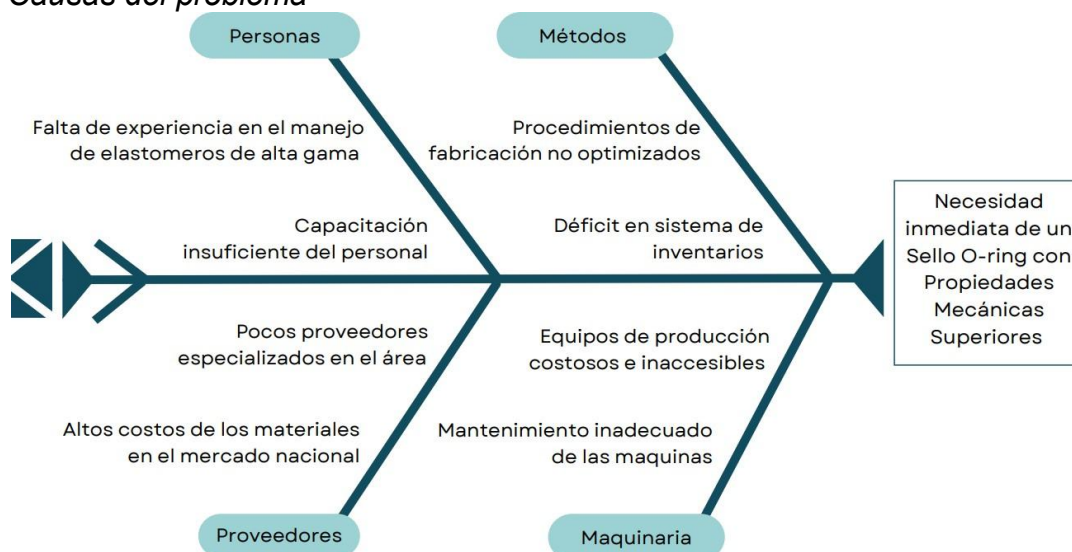 Causas del problema
Personas
Métodos
Falta de experiencia en el manejo
de elastomeros de alta gama
Procedimientos de
fabricación no optimizados
Capacitación
insuficiente del personal
Déficit en sistema de
inventarios
Necesidad
inmediata de un
Sello O-ring con
Propiedades
Mecánicas
Superiores
Pocos proveedores
especializados en el área
Equipos de producción
costosos e inaccesibles
Altos costos de los materiales
en el mercado nacional
Mantenimiento inadecuado
de las maquinas
Proveedores
Maquinaria